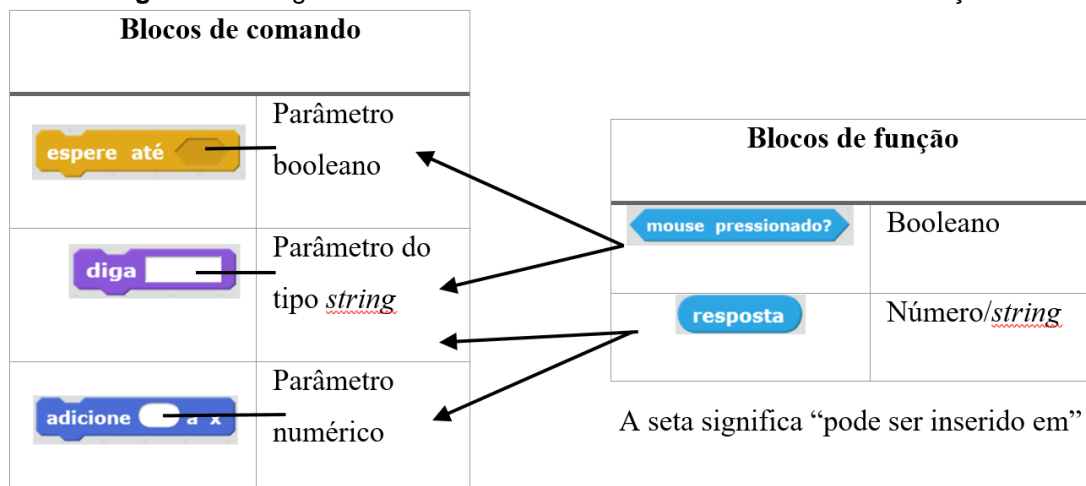 Blocos de comando
espere até
Parâmetro
booleano
diga
Parâmetro do
tipo string
adicione a x
Parâmetro
numérico
Blocos de função
mouse pressionado?
Booleano
resposta
Número/string
A seta significa “pode ser inserido em”